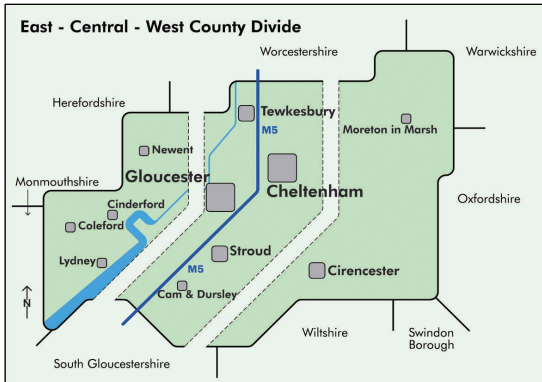 East - Central - West County Divide
Worcestershire
Warwickshire
Herefordshire
Tewkesbury
M5
Moreton in Marsh
Newent
Gloucester
Cheltenham
Monmouthshire
Oxfordshire
Cinderford
Coleford
Stroud
Lydney
M5
Cirencester
Cam & Dursley
N
Wiltshire
Swindon
Borough
South Gloucestershire